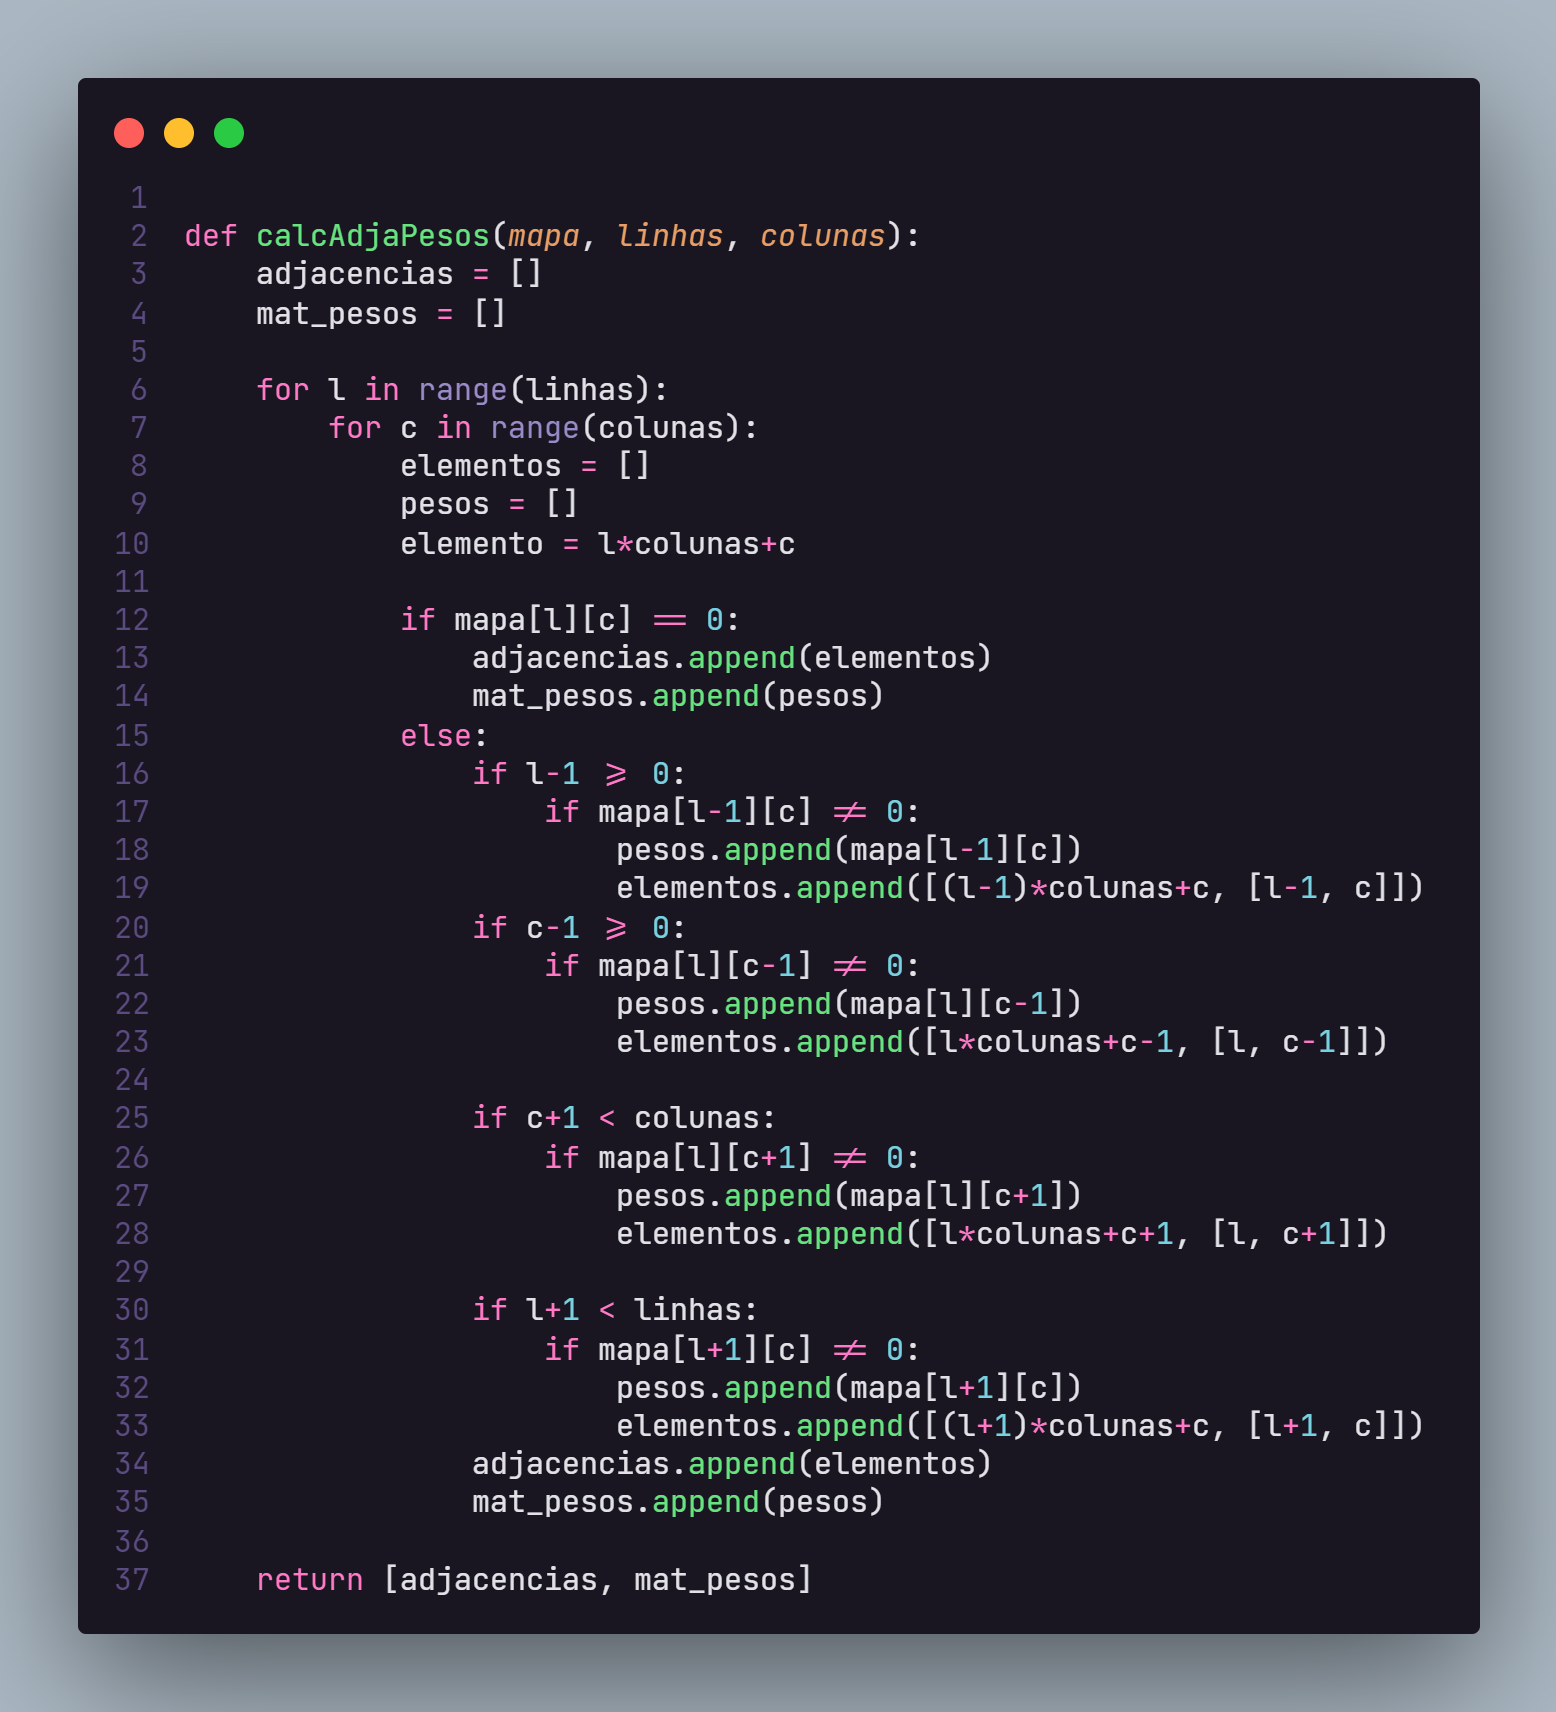 1
2 def calcAdjaPesos(mapa, linhas, colunas):
3     adjacencias = []
4     mat_pesos = []
5
6     for l in range(linhas):
7         for c in range(colunas):
8             elementos = []
9             pesos = []
10             elemento = l*colunas+c
11
12             if mapa[l][c] == 0:
13                 adjacencias.append(elementos)
14                 mat_pesos.append(pesos)
15             else:
16                 if l-1 >= 0:
17                     if mapa[l-1][c] != 0:
18                         pesos.append(mapa[l-1][c])
19                         elementos.append([(l-1)*colunas+c, [l-1, c]])
20                 if c-1 >= 0:
21                     if mapa[l][c-1] != 0:
22                         pesos.append(mapa[l][c-1])
23                         elementos.append([l*colunas+c-1, [l, c-1]])
24
25                 if c+1 < colunas:
26                     if mapa[l][c+1] != 0:
27                         pesos.append(mapa[l][c+1])
28                         elementos.append([l*colunas+c+1, [l, c+1]])
29
30                 if l+1 < linhas:
31                     if mapa[l+1][c] != 0:
32                         pesos.append(mapa[l+1][c])
33                         elementos.append([(l+1)*colunas+c, [l+1, c]])
34                 adjacencias.append(elementos)
35                 mat_pesos.append(pesos)
36
37     return [adjacencias, mat_pesos]